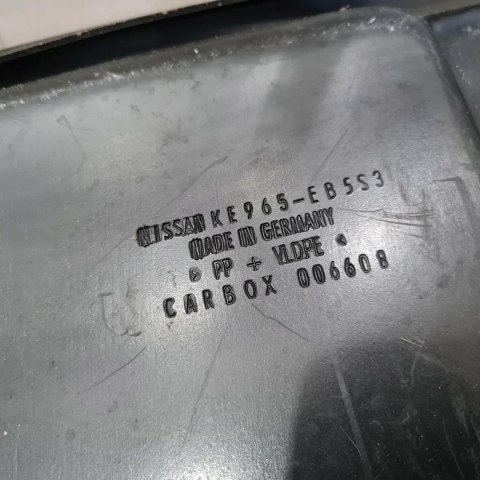 NISSAN KE965-EB5S3
MADE IN GERMANY
> PP + VLDPE <
CARBOX 006608